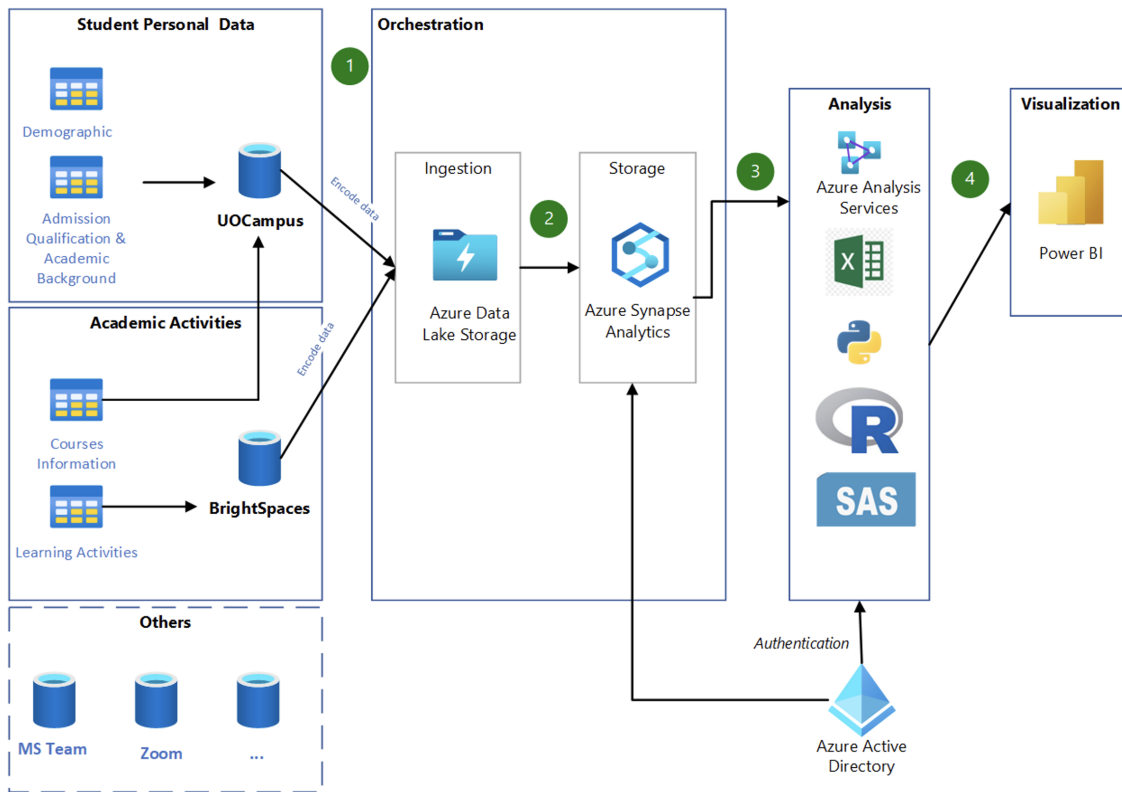 Student Personal Data
Demographic
Admission
Qualification &
Academic
Background
UOCampus
Academic Activities
Courses
Information
Learning Activities
BrightSpaces
Others
MS Team
Zoom
...
1
Encode data
Encode data
Orchestration
Ingestion
Azure Data
Lake Storage
2
Storage
Azure Synapse
Analytics
3
Analysis
Azure Analysis
Services
X
R
SAS
4
Visualization
Power BI
Authentication
Azure Active
Directory